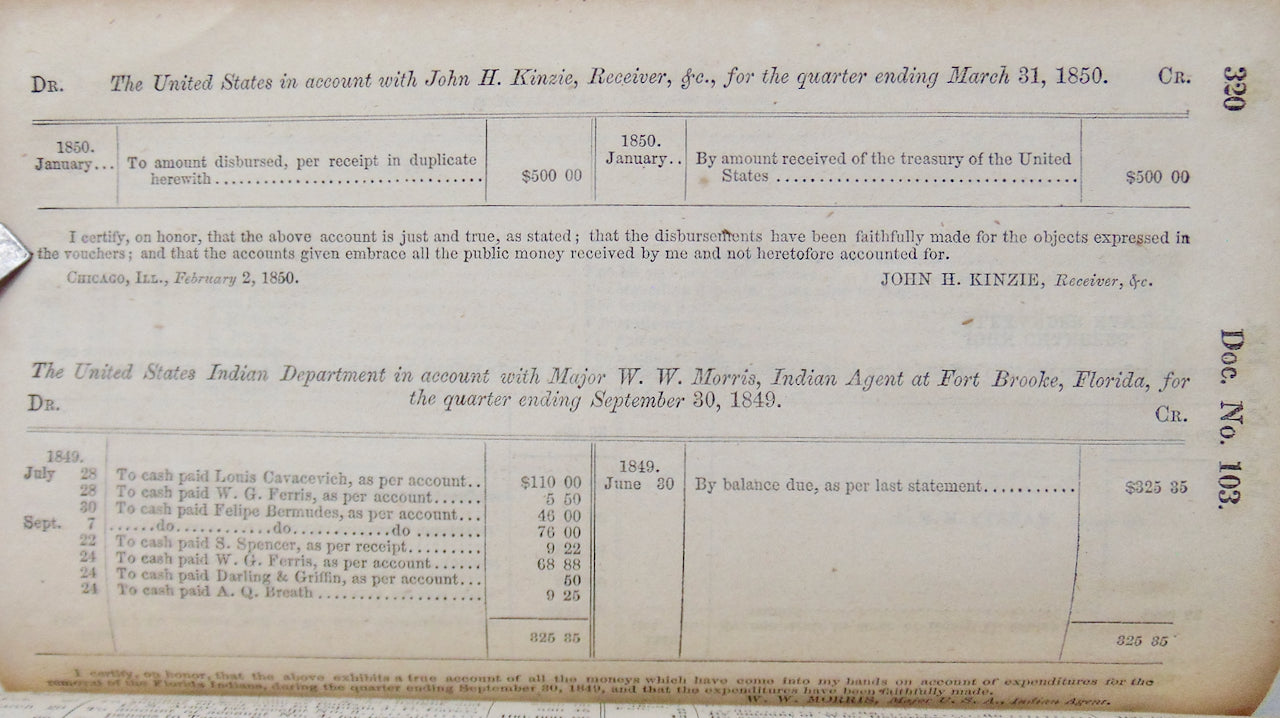 320
Doc. No. 103.
DR. The United States in account with John H. Kinzie, Receiver, &c., for the quarter ending March 31, 1850. CR.
1850.
January... To amount disbursed, per receipt in duplicate
herewith................................ $500 00
1850.
January.. By amount received of the treasury of the United
States .................................... $500 00
I certify, on honor, that the above account is just and true, as stated; that the disbursements have been faithfully made for the objects expressed in
the vouchers; and that the accounts given embrace all the public money received by me and not heretofore accounted for.
CHICAGO, ILL., February 2, 1850. JOHN H. KINZIE, Receiver, &c.
The United States Indian Department in account with Major W. W. Morris, Indian Agent at Fort Brooke, Florida, for
DR. the quarter ending September 30, 1849. CR.
1849.
July 28 To cash paid Louis Cavacevich, as per account.. $110 00
28 To cash paid W. G. Ferris, as per account...... 5 50
30 To cash paid Felipe Bermudes, as per account... 46 00
Sept. 7 ......do............do............do ........ 76 00
22 To cash paid S. Spencer, as per receipt......... 9 22
24 To cash paid W. G. Ferris, as per account...... 68 88
24 To cash paid Darling & Griffin, as per account... 50
24 To cash paid A. Q. Breath .................... 9 25
325 35
1849.
June 30 By balance due, as per last statement........... $325 35
325 35
I certify, on honor, that the above exhibits a true account of all the moneys which have come into my hands on account of expenditures for the
removal of the Florida Indians, during the quarter ending September 30, 1849, and that the expenditures have been faithfully made.
W. W. MORRIS, Major U. S. A., Indian Agent.